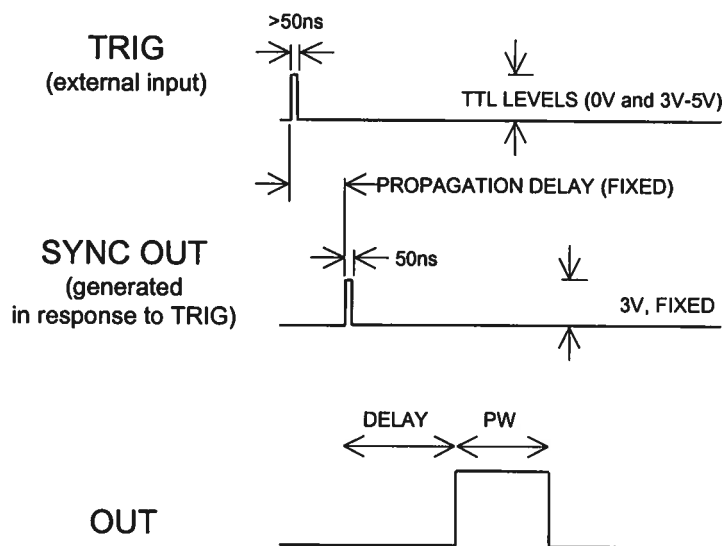 >50ns
TRIG
(external input)
TTL LEVELS (0V and 3V-5V)
PROPAGATION DELAY (FIXED)
SYNC OUT
50ns
(generated
in response to TRIG)
3V, FIXED
DELAY
PW
OUT